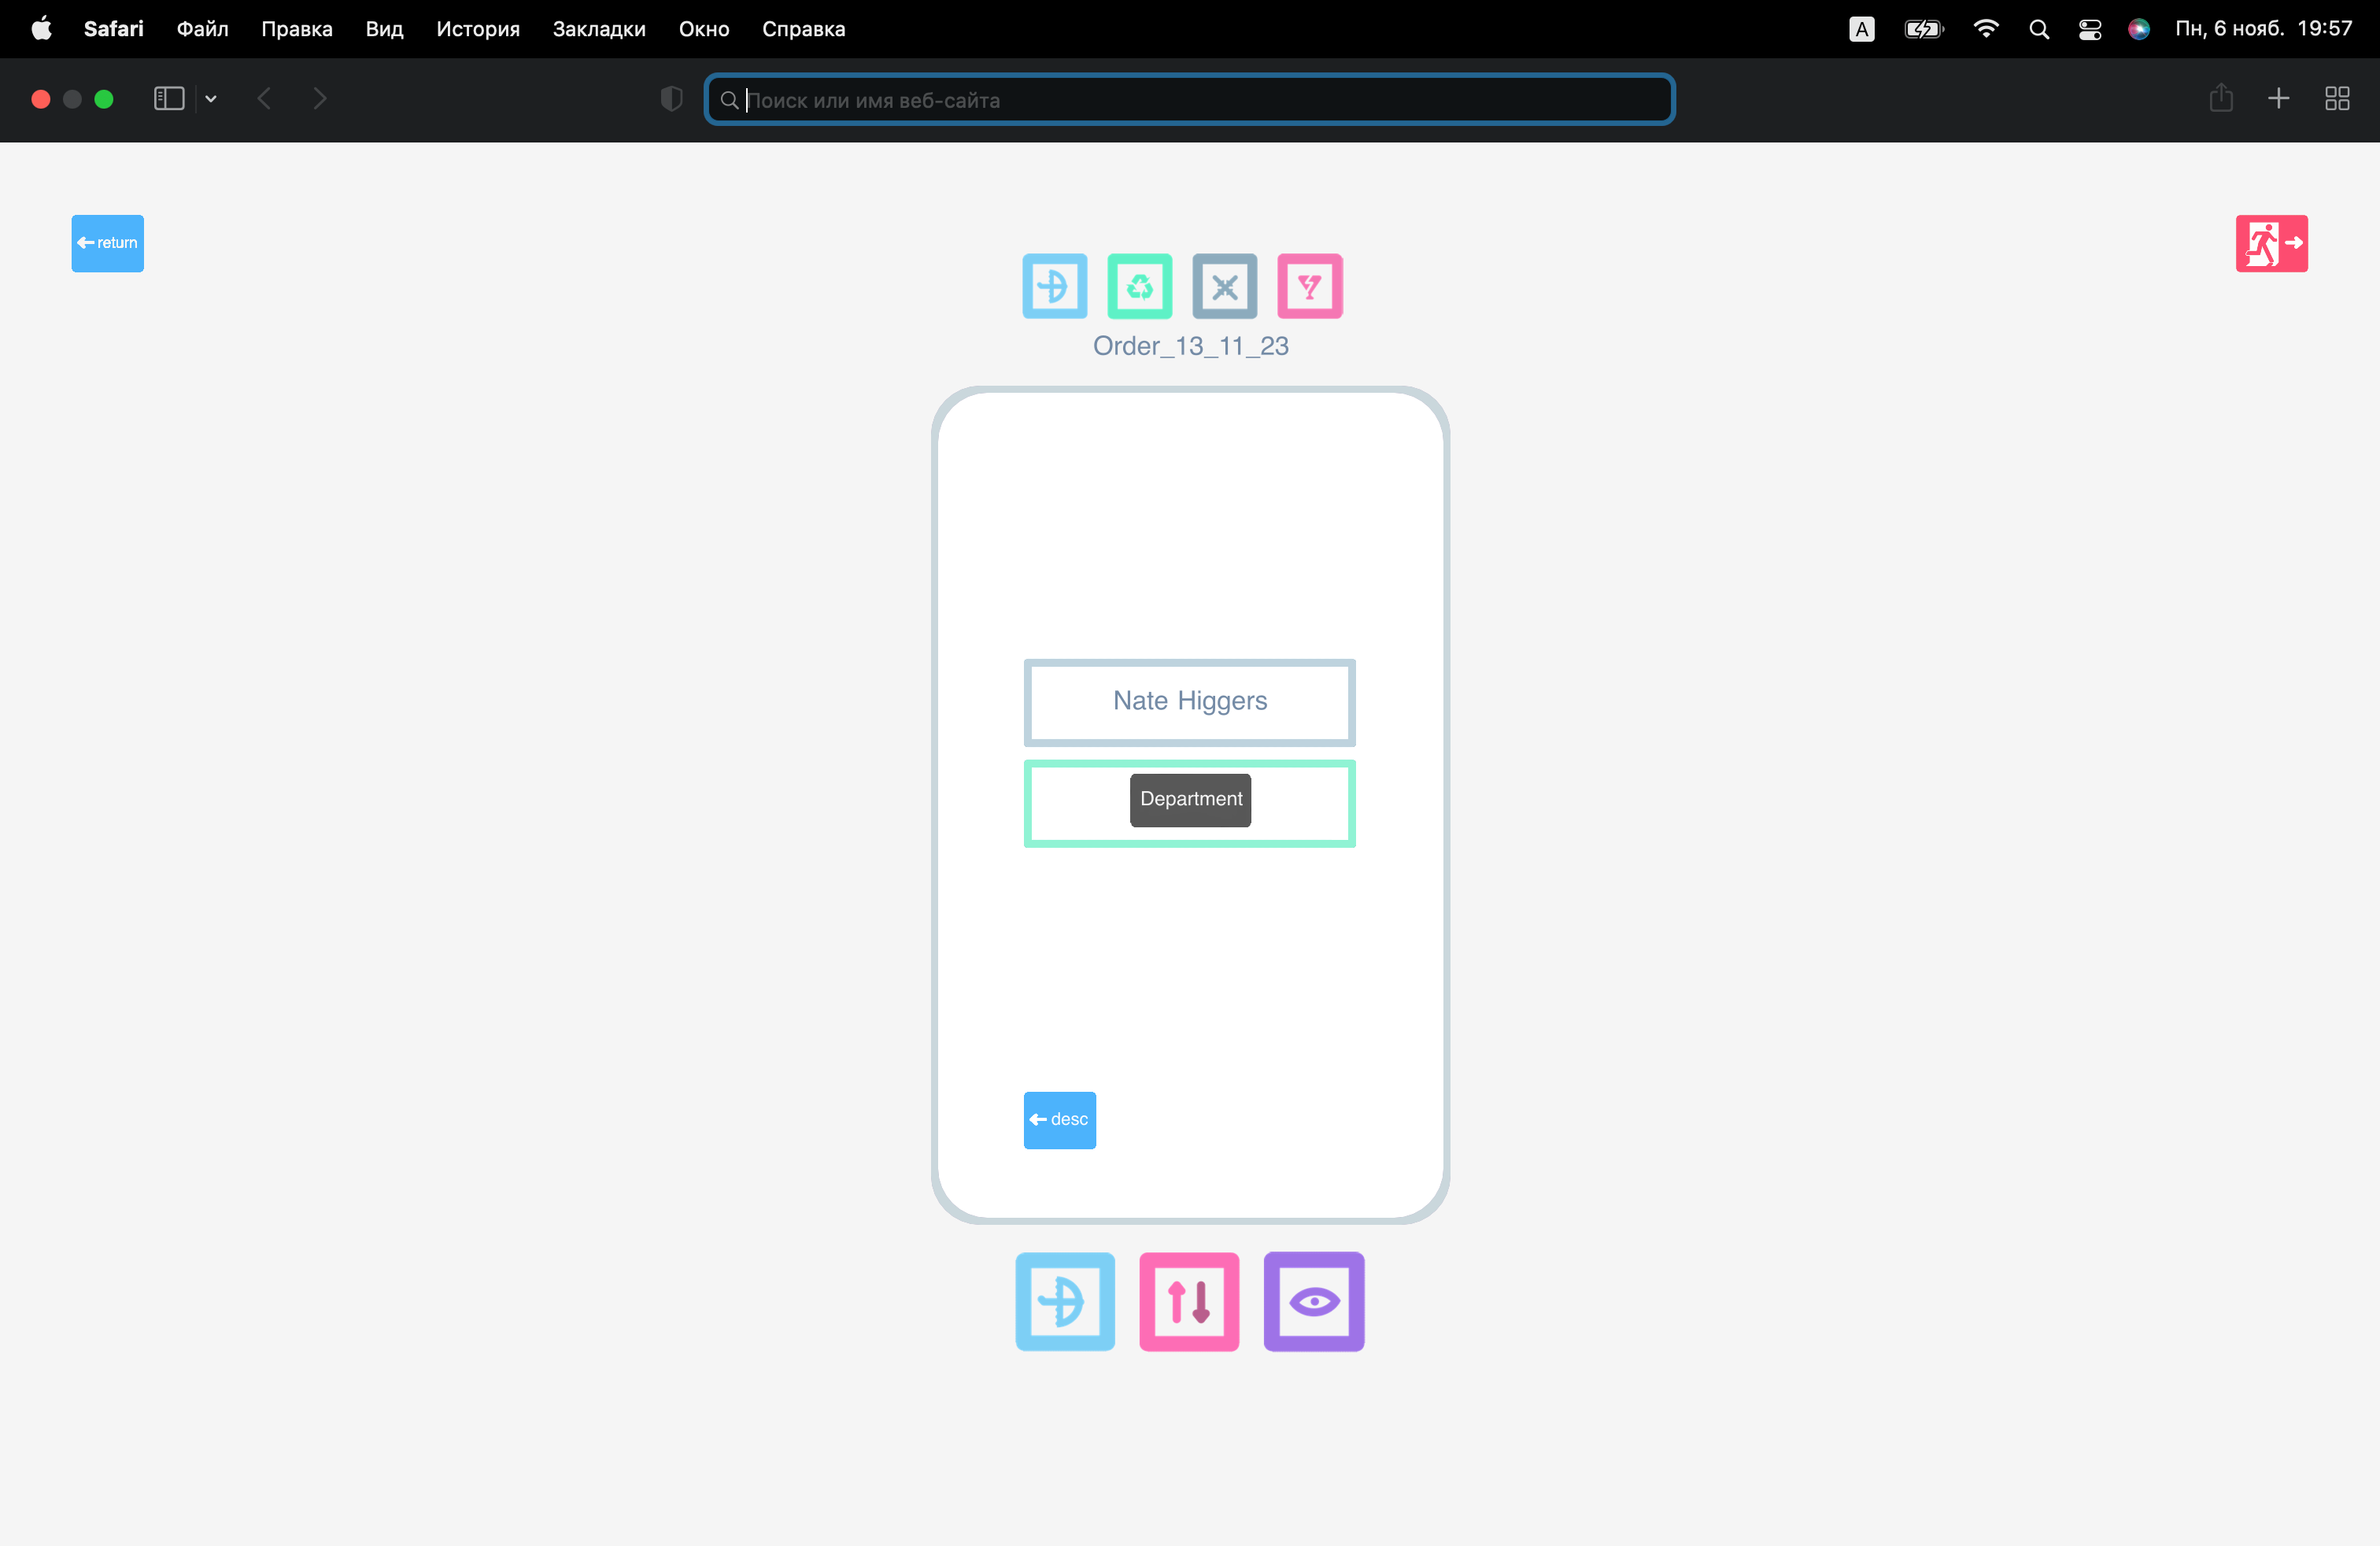 Safari Файл Правка Вид История Закладки Окно Справка A Пн, 6 нояб. 19:57
Поиск или имя веб-сайта
return
Order_13_11_23
Nate Higgers
Department
desc